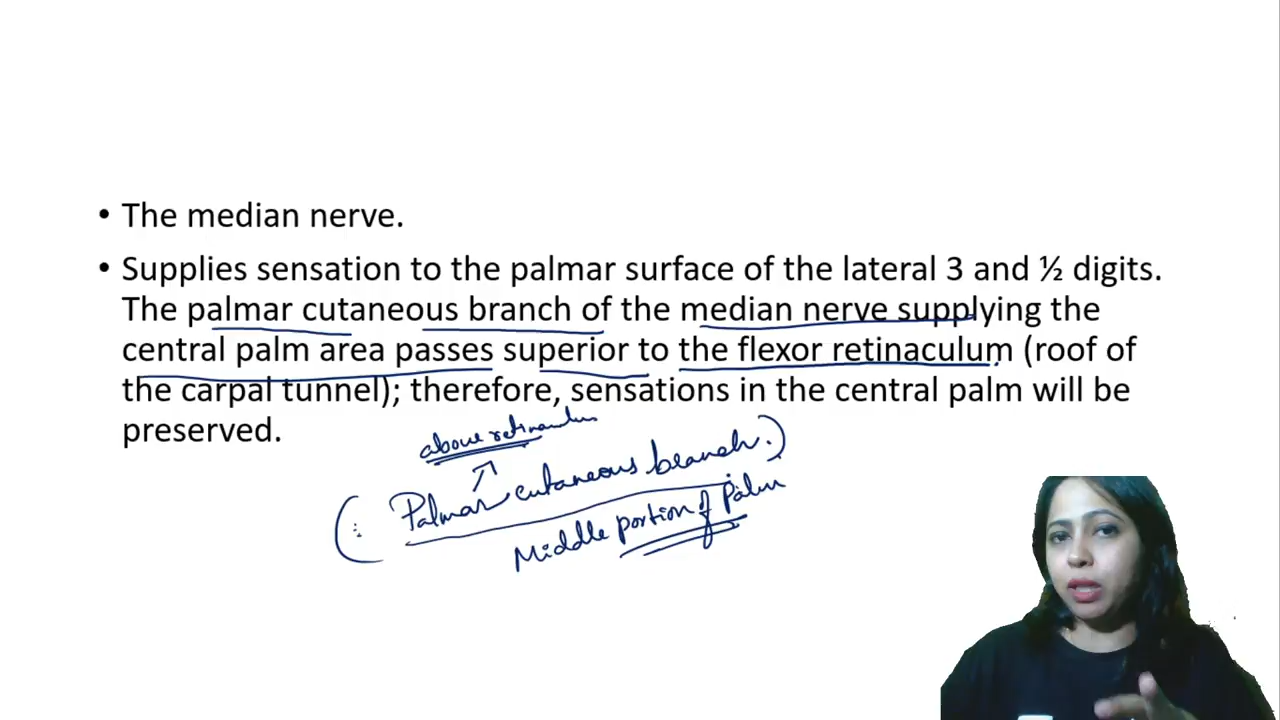 • The median nerve.
• Supplies sensation to the palmar surface of the lateral 3 and ½ digits.
The palmar cutaneous branch of the median nerve supplying the
central palm area passes superior to the flexor retinaculum (roof of
the carpal tunnel); therefore, sensations in the central palm will be
preserved.
above retinaculum
(∴ Palmar cutaneous branch.)
Middle portion of Palm